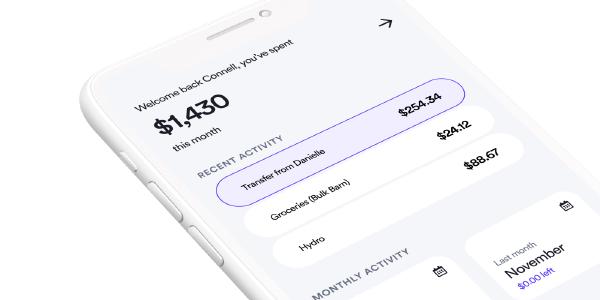 Welcome back Connell, you've spent
$1,430
this month
RECENT ACTIVITY
Transfer from Danielle $254.34
Groceries (Bulk Barn) $24.12
Hydro $88.67
MONTHLY ACTIVITY
Last month
November
$0.00 left